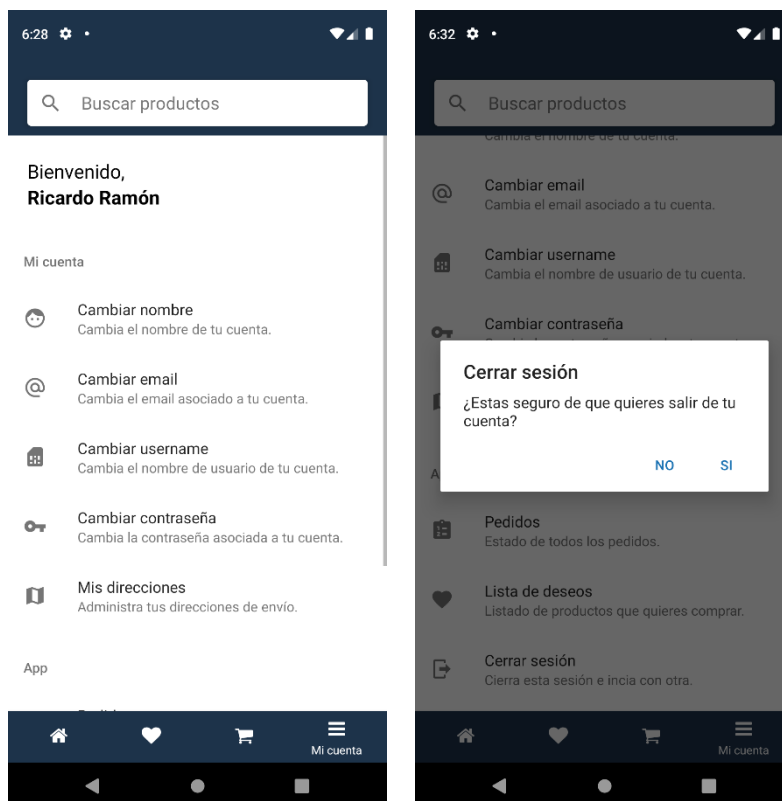 6:28
Buscar productos
Bienvenido,
Ricardo Ramón
Mi cuenta
Cambiar nombre
Cambia el nombre de tu cuenta.
Cambiar email
Cambia el email asociado a tu cuenta.
Cambiar username
Cambia el nombre de usuario de tu cuenta.
Cambiar contraseña
Cambia la contraseña asociada a tu cuenta.
Mis direcciones
Administra tus direcciones de envío.
App
Mi cuenta
6:32
Buscar productos
Cambia el nombre de tu cuenta.
Cambiar email
Cambia el email asociado a tu cuenta.
Cambiar username
Cambia el nombre de usuario de tu cuenta.
Cambiar contraseña
Cerrar sesión
¿Estas seguro de que quieres salir de tu
cuenta?
NO SI
Pedidos
Estado de todos los pedidos.
Lista de deseos
Listado de productos que quieres comprar.
Cerrar sesión
Cierra esta sesión e incia con otra.
Mi cuenta